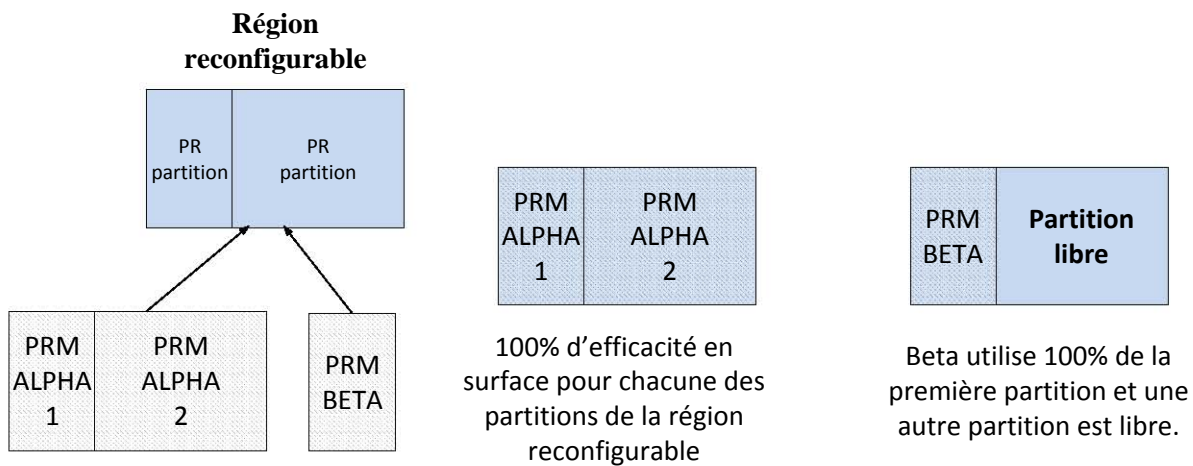 Région
reconfigurable
PR
partition
PR
partition
PRM
ALPHA
1
PRM
ALPHA
2
PRM
BETA
PRM
ALPHA
1
PRM
ALPHA
2
100% d’efficacité en
surface pour chacune des
partitions de la région
reconfigurable
PRM
BETA
Partition
libre
Beta utilise 100% de la
première partition et une
autre partition est libre.